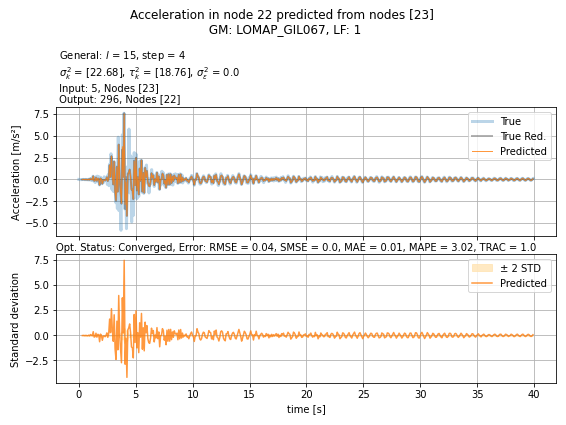 Acceleration in node 22 predicted from nodes [23]
GM: LOMAP_GIL067, LF: 1
General: l = 15, step = 4
σ²ₖ = [22.68], τ²ₖ = [18.76], σ²ε = 0.0
Input: 5, Nodes [23]
Output: 296, Nodes [22]
7.5
5.0
2.5
0.0
−2.5
−5.0
Acceleration [m/s²]
True
True Red.
Predicted
Opt. Status: Converged, Error: RMSE = 0.04, SMSE = 0.0, MAE = 0.01, MAPE = 3.02, TRAC = 1.0
7.5
5.0
2.5
0.0
−2.5
Standard deviation
± 2 STD
Predicted
0 5 10 15 20 25 30 35 40
time [s]